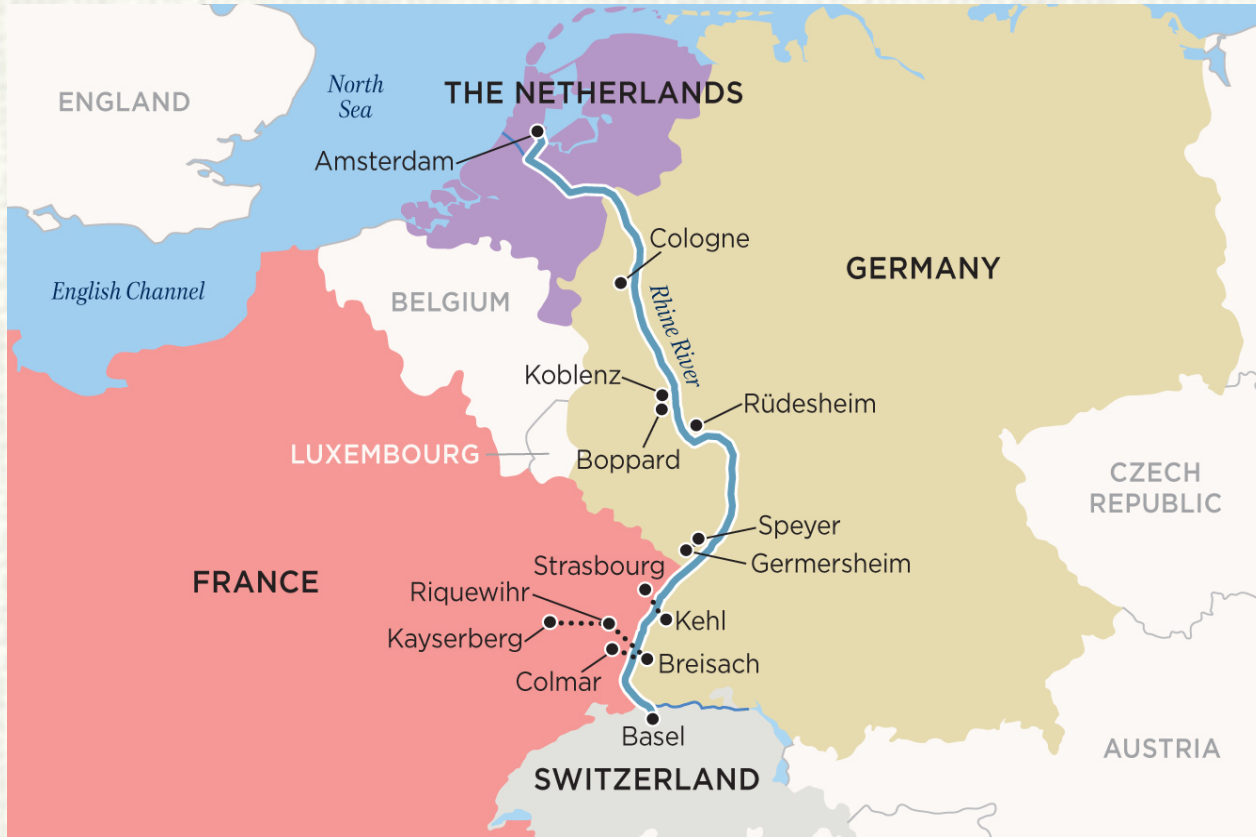 ENGLAND
North
Sea
THE NETHERLANDS
Amsterdam
Cologne
GERMANY
English Channel
BELGIUM
Rhine River
Koblenz
Rüdesheim
LUXEMBOURG
Boppard
CZECH
REPUBLIC
Speyer
Germersheim
Strasbourg
FRANCE
Riquewihr
Kayserberg
Kehl
Breisach
Colmar
Basel
AUSTRIA
SWITZERLAND